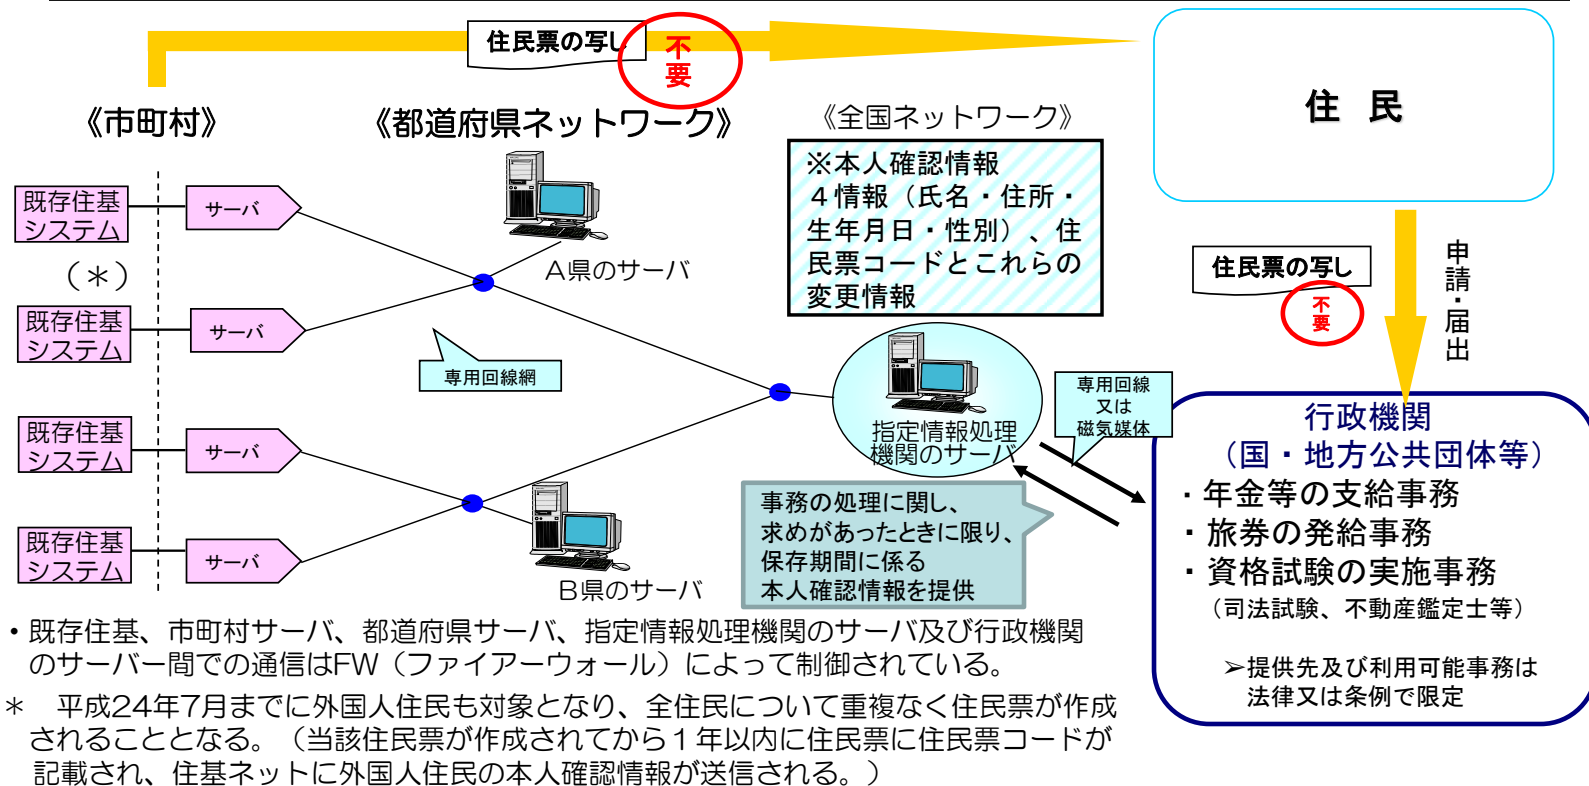 住民票の写し
不
要
住 民
《市町村》
《都道府県ネットワーク》
《全国ネットワーク》
※本人確認情報
４情報（氏名・住所・
生年月日・性別）、住
民票コードとこれらの
変更情報
既存住基
システム
サーバ
（＊）
既存住基
システム
サーバ
既存住基
システム
サーバ
既存住基
システム
サーバ
A県のサーバ
専用回線網
B県のサーバ
指定情報処理
機関のサーバ
専用回線
又は
磁気媒体
事務の処理に関し、
求めがあったときに限り、
保存期間に係る
本人確認情報を提供
住民票の写し
不
要
申請・届出
行政機関
（国・地方公共団体等）
・年金等の支給事務
・旅券の発給事務
・資格試験の実施事務
（司法試験、不動産鑑定士等）
➢提供先及び利用可能事務は
法律又は条例で限定
・既存住基、市町村サーバ、都道府県サーバ、指定情報処理機関のサーバ及び行政機関
のサーバー間での通信はFW（ファイアーウォール）によって制御されている。
＊　平成24年7月までに外国人住民も対象となり、全住民について重複なく住民票が作成
されることとなる。（当該住民票が作成されてから１年以内に住民票に住民票コードが
記載され、住基ネットに外国人住民の本人確認情報が送信される。）